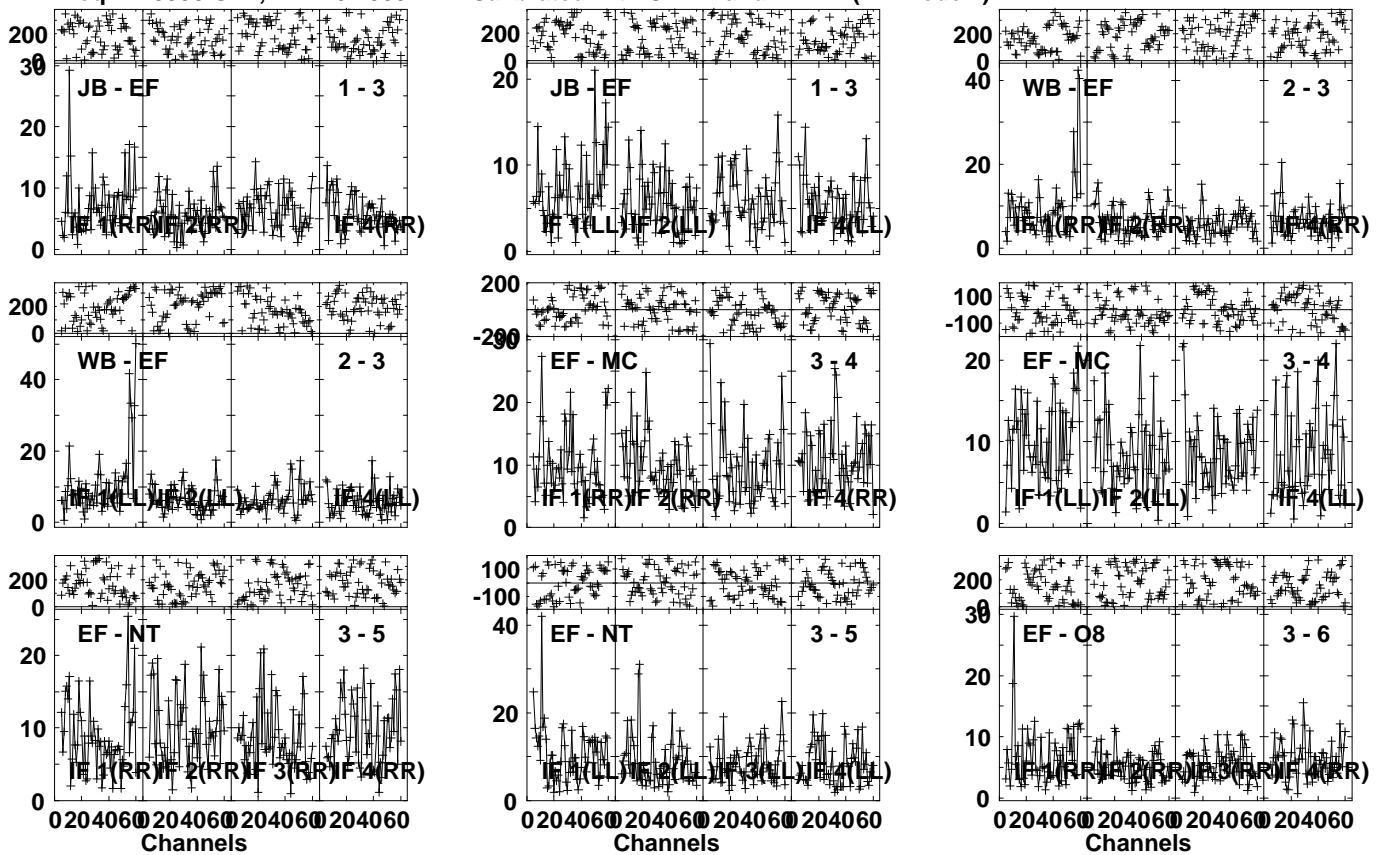 200
0
30
20
10
0
JB - EF 1 - 3
IF 1(RR) IF 2(RR) IF 4(RR)
200
0
20
10
0
JB - EF 1 - 3
IF 1(LL) IF 2(LL) IF 4(LL)
200
0
40
20
0
WB - EF 2 - 3
IF 1(RR) IF 2(RR) IF 4(RR)
200
0
40
20
0
WB - EF 2 - 3
IF 1(LL) IF 2(LL) IF 4(LL)
200
-200
30
20
10
0
EF - MC 3 - 4
IF 1(RR) IF 2(RR) IF 4(RR)
100
-100
20
10
0
EF - MC 3 - 4
IF 1(LL) IF 2(LL) IF 4(LL)
200
0
20
10
0
EF - NT 3 - 5
IF 1(RR) IF 2(RR) IF 3(RR) IF 4(RR)
0 20 40 60 0 20 40 60 0 20 40 60 0 20 40 60
Channels
100
-100
40
20
0
EF - NT 3 - 5
IF 1(LL) IF 2(LL) IF 3(LL) IF 4(LL)
0 20 40 60 0 20 40 60 0 20 40 60 0 20 40 60
Channels
200
0
30
20
10
0
EF - O8 3 - 6
IF 1(RR) IF 2(RR) IF 3(RR) IF 4(RR)
0 20 40 60 0 20 40 60 0 20 40 60 0 20 40 60
Channels